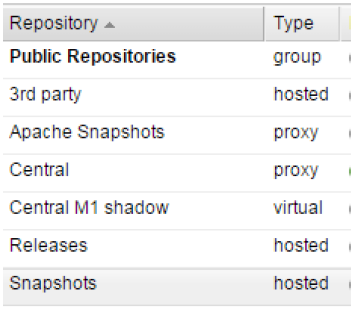 Repository Type
Public Repositories group
3rd party hosted
Apache Snapshots proxy
Central proxy
Central M1 shadow virtual
Releases hosted
Snapshots hosted